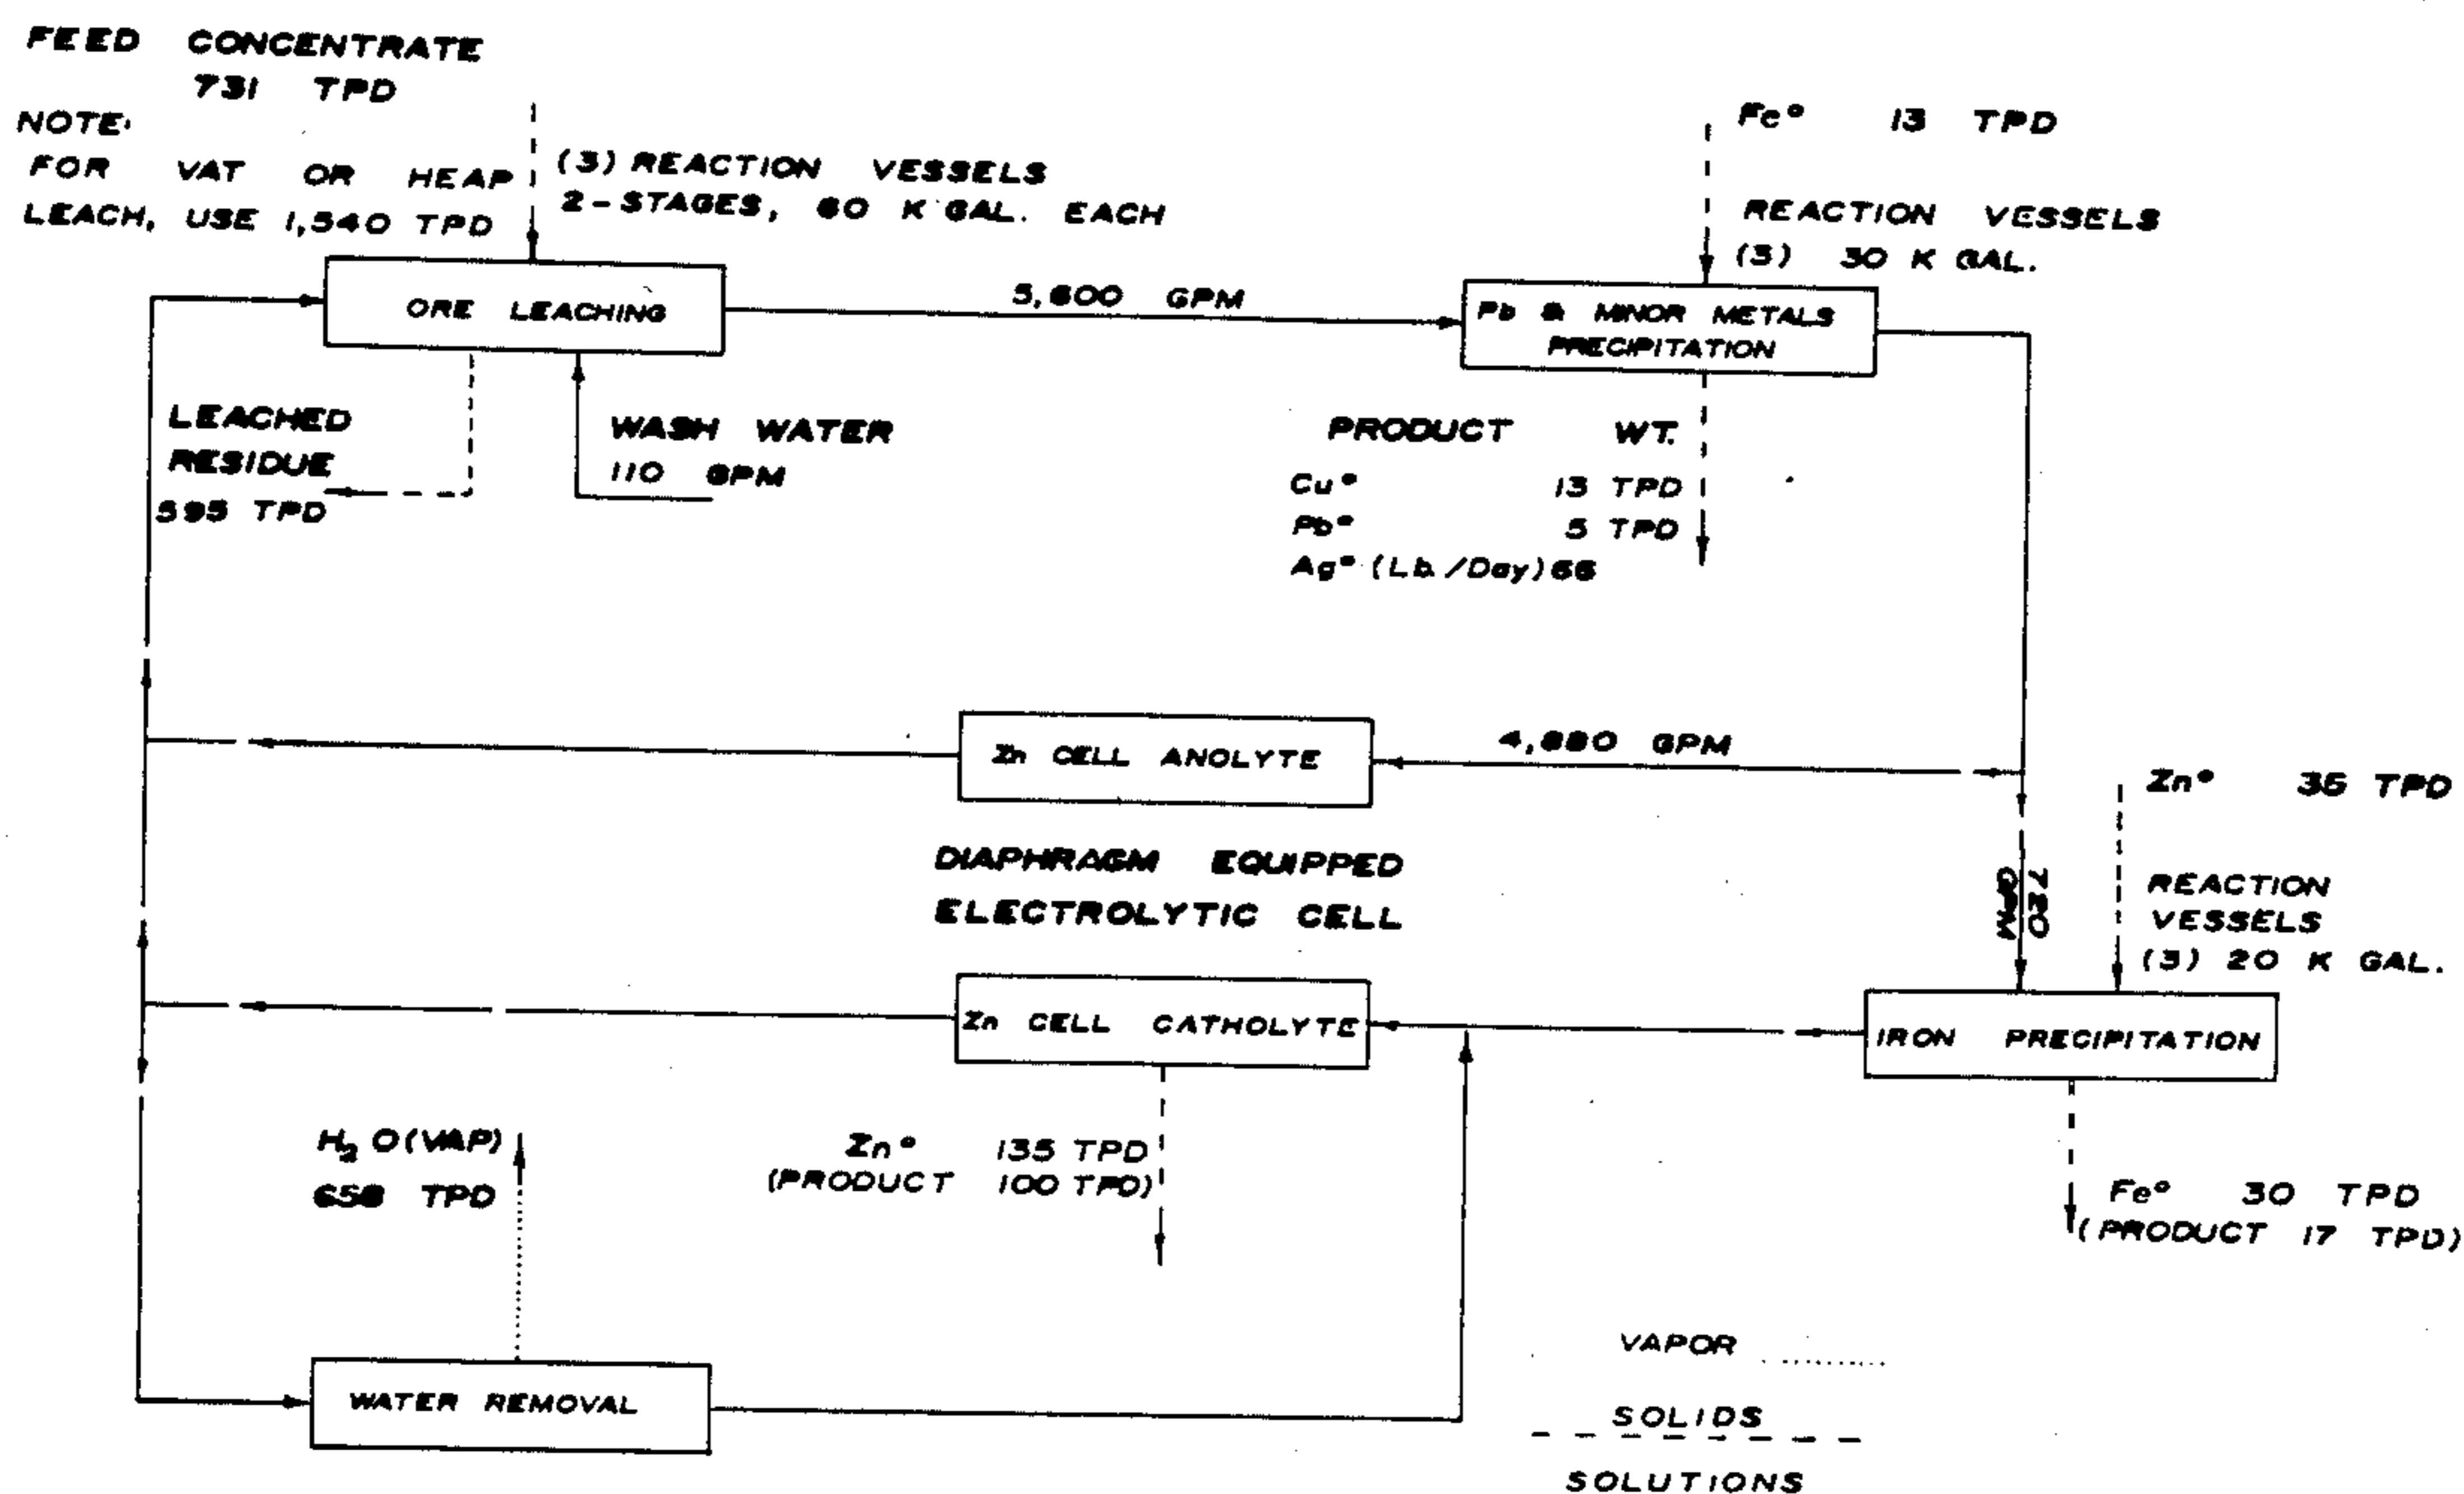 FEED CONCENTRATE
731 TPD
NOTE:
FOR VAT OR HEAP
LEACH, USE 1,540 TPD
(3) REACTION VESSELS
2-STAGES, 60 K GAL. EACH
ORE LEACHING
LEACHED
RESIDUE
595 TPD
WASH WATER
110 GPM
5,600 GPM
Fe° 13 TPD
REACTION VESSELS
(3) 30 K GAL.
Pb & MINOR METALS
PRECIPITATION
PRODUCT WT.
Cu° 13 TPD
Pb° 5 TPD
Ag° (Lb./Day) 66
Zn CELL ANOLYTE
4,880 GPM
DIAPHRAGM EQUIPPED
ELECTROLYTIC CELL
720
GPM
Zn° 35 TPD
REACTION
VESSELS
(3) 20 K GAL.
Zn CELL CATHOLYTE
IRON PRECIPITATION
Zn° 135 TPD
(PRODUCT 100 TPD)
Fe° 30 TPD
(PRODUCT 17 TPD)
H2O(VAP)
658 TPD
WATER REMOVAL
VAPOR
SOLIDS
SOLUTIONS